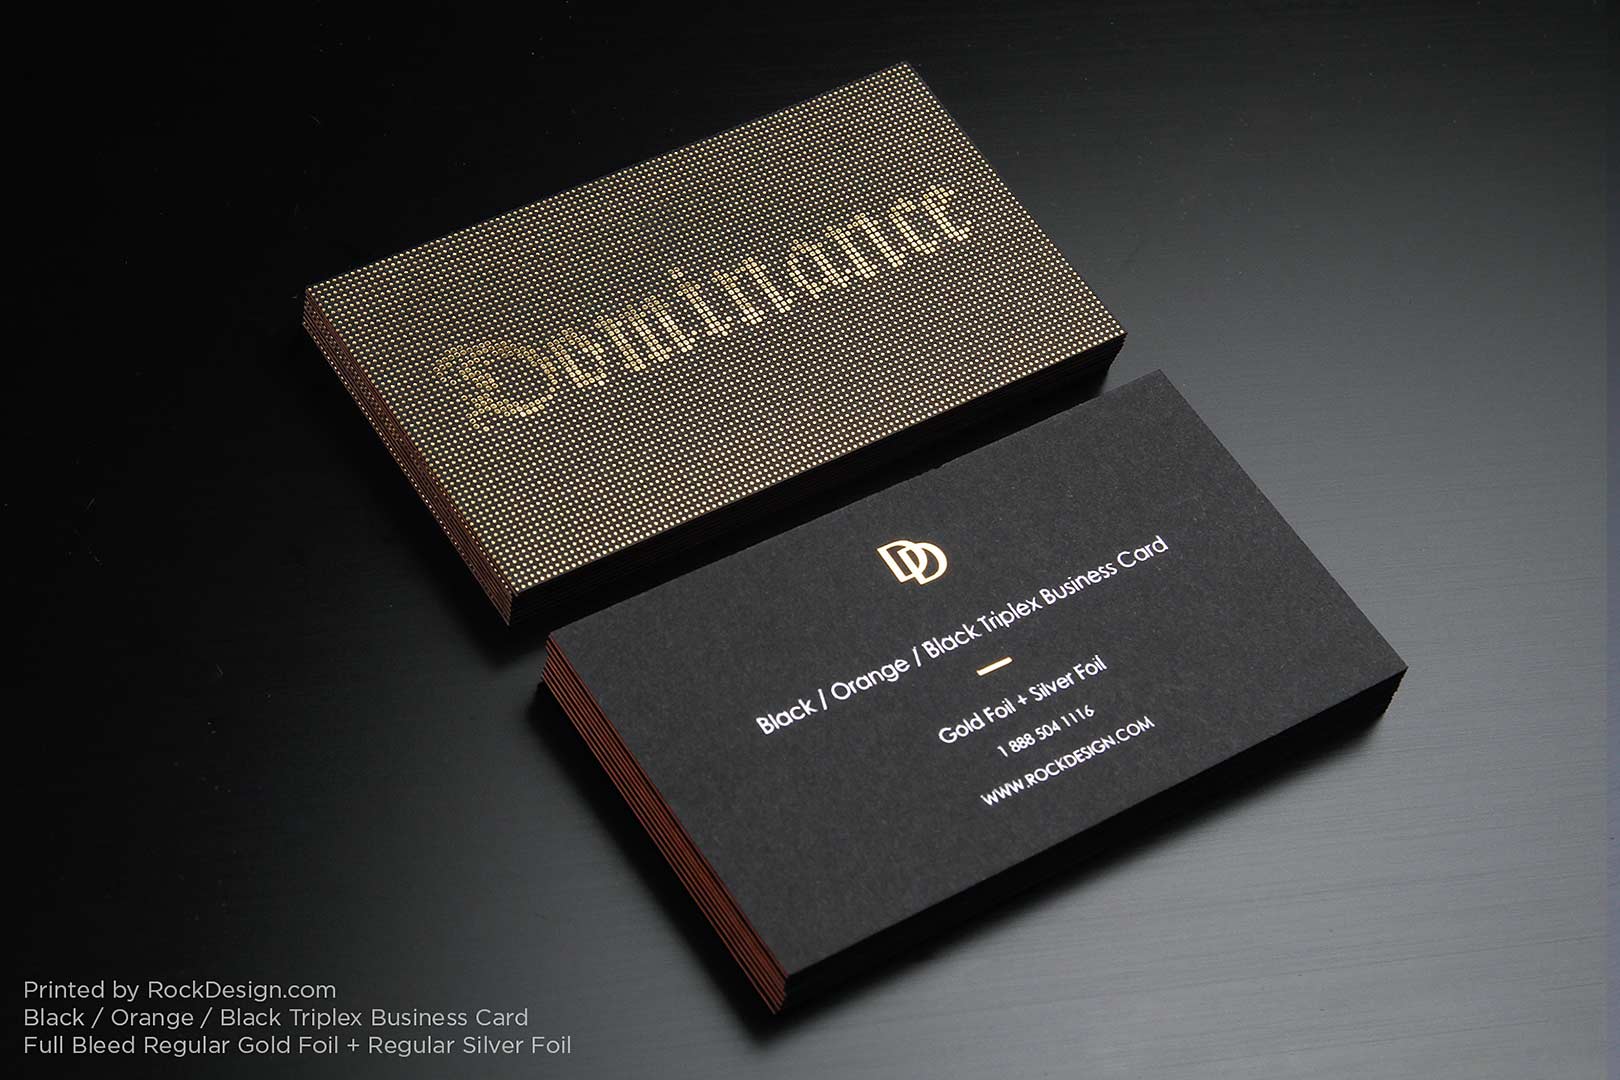 Dominance
DD
Black / Orange / Black Triplex Business Card
Gold Foil + Silver Foil
1 888 504 1116
WWW.ROCKDESIGN.COM
Printed by RockDesign.com
Black / Orange / Black Triplex Business Card
Full Bleed Regular Gold Foil + Regular Silver Foil